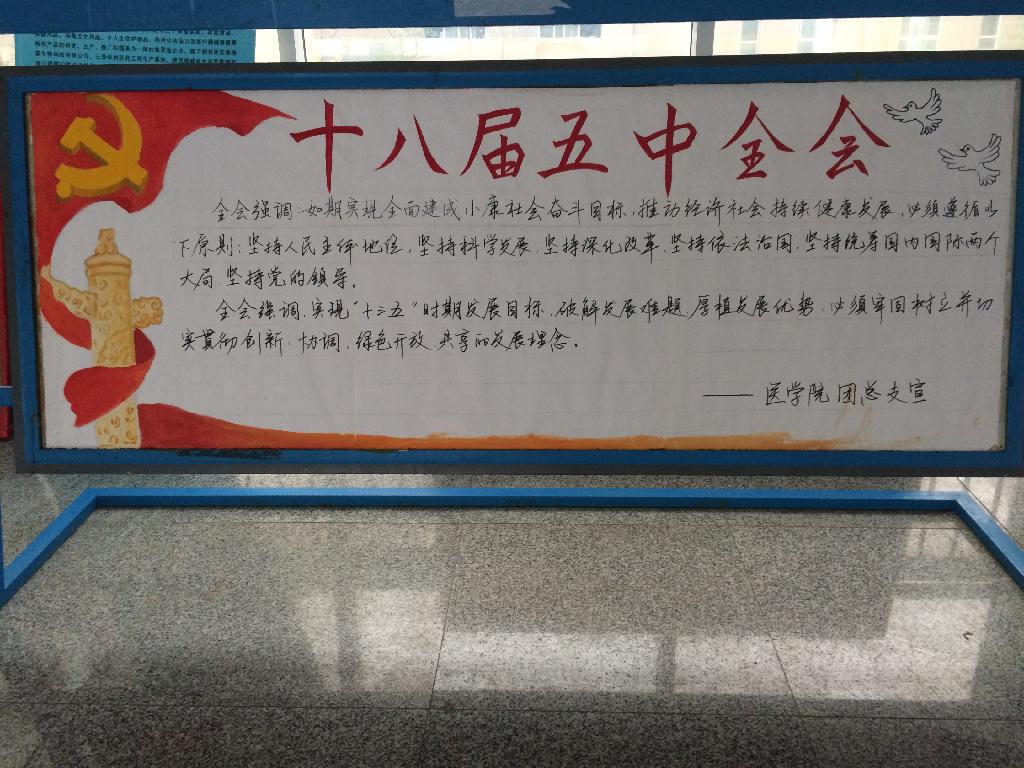 十八届五中全会
全会强调:如期实现全面建成小康社会奋斗目标,推动经济社会持续健康发展,必须遵循以
下原则:坚持人民主体地位,坚持科学发展,坚持深化改革,坚持依法治国,坚持统筹国内国际两个
大局,坚持党的领导。
全会强调,实现"十三五"时期发展目标,破解发展难题,厚植发展优势,必须牢固树立并切
实贯彻创新、协调、绿色、开放、共享的发展理念。
——医学院团总支宣